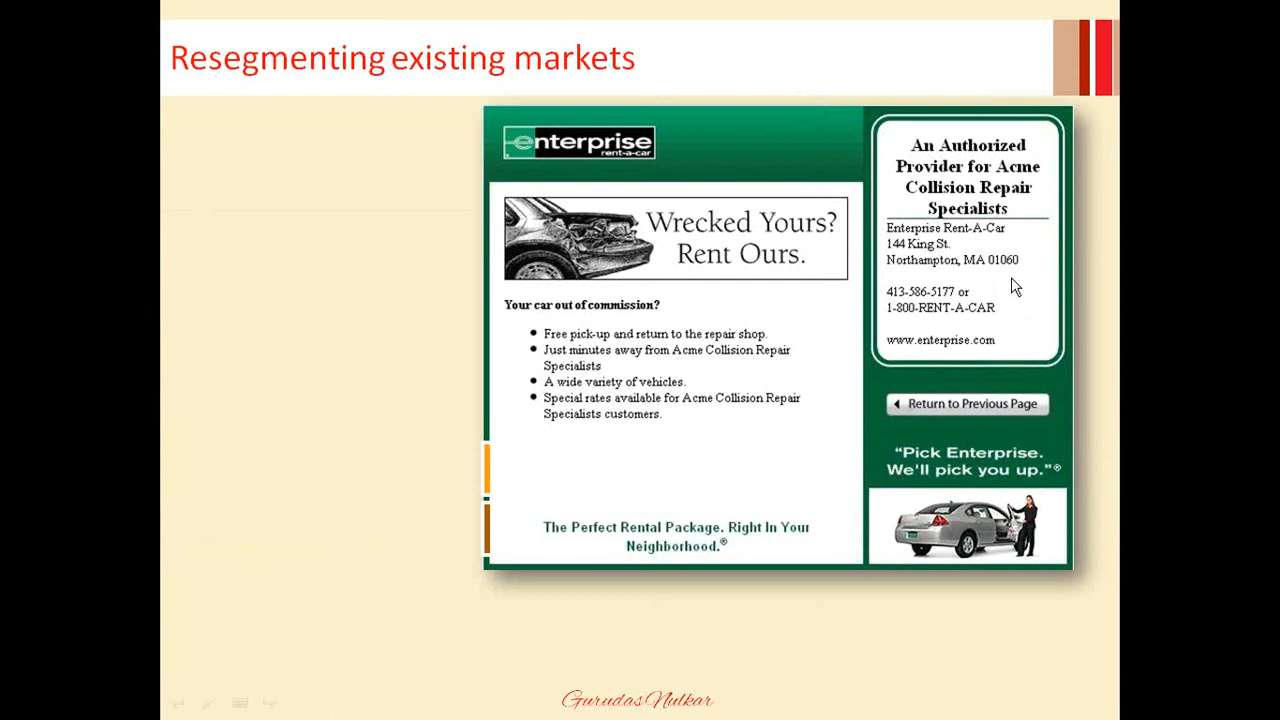 Resegmenting existing markets
enterprise
rent-a-car
Wrecked Yours?
Rent Ours.
Your car out of commission?
Free pick-up and return to the repair shop.
Just minutes away from Acme Collision Repair
Specialists
A wide variety of vehicles.
Special rates available for Acme Collision Repair
Specialists customers.
The Perfect Rental Package. Right In Your
Neighborhood.®
An Authorized
Provider for Acme
Collision Repair
Specialists
Enterprise Rent-A-Car
144 King St.
Northampton, MA 01060
413-586-5177 or
1-800-RENT-A-CAR
www.enterprise.com
Return to Previous Page
“Pick Enterprise.
We'll pick you up.”®
Gurudas Nulkar